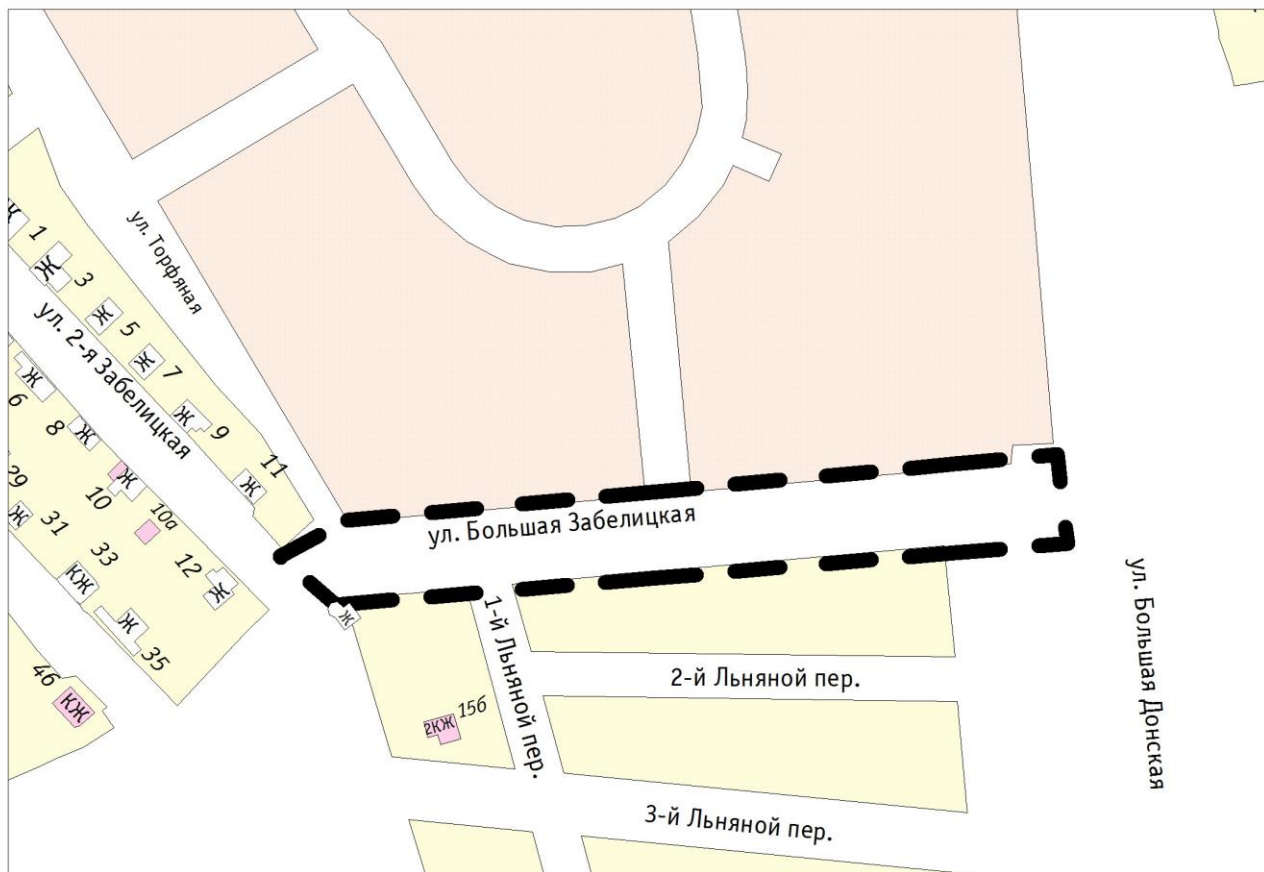 Ж
1
Ж
3
ул. Торфяная
Ж
5
ул. 2-я Забелицкая
Ж
7
Ж
6
Ж
9
8
Ж
11
Ж
10
Ж
10а
29
Ж
31
ул. Большая Забелицкая
33
КЖ
12
Ж
Ж
35
Ж
1-й Льняной пер.
2-й Льняной пер.
ул. Большая Донская
46
КЖ
15б
2КЖ
3-й Льняной пер.